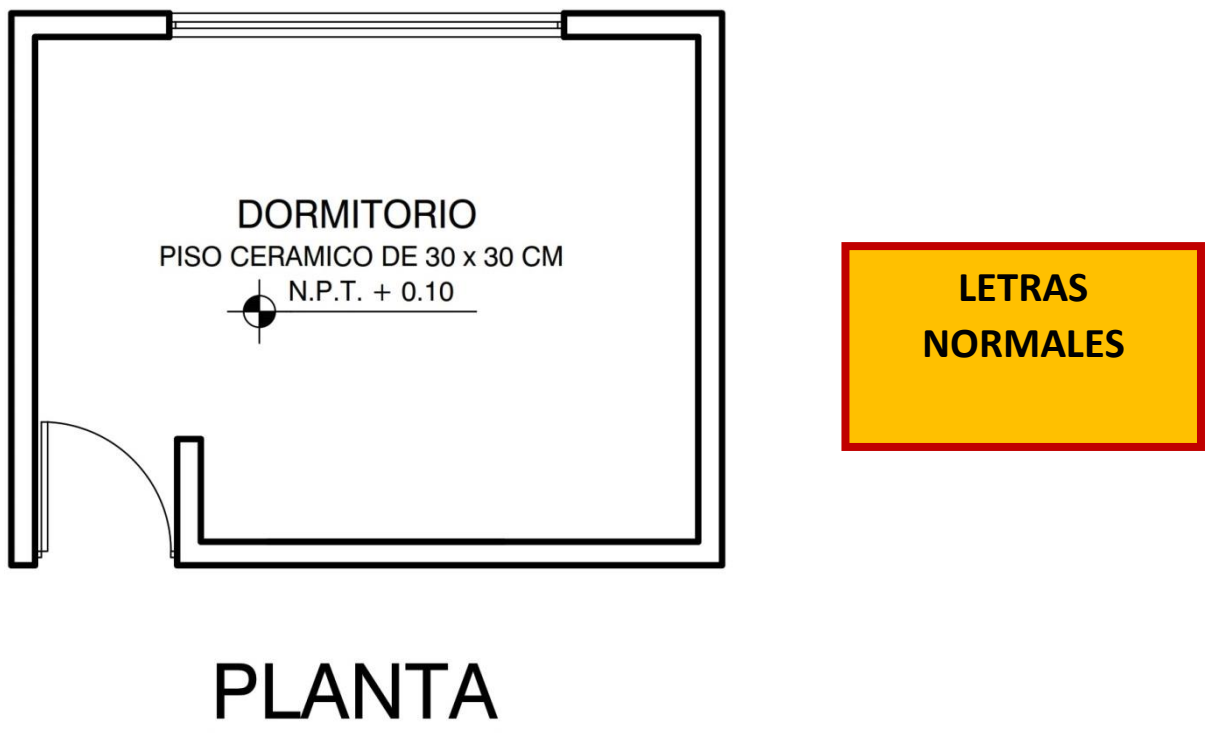 DORMITORIO
PISO CERAMICO DE 30 x 30 CM
N.P.T. + 0.10
LETRAS
NORMALES
PLANTA